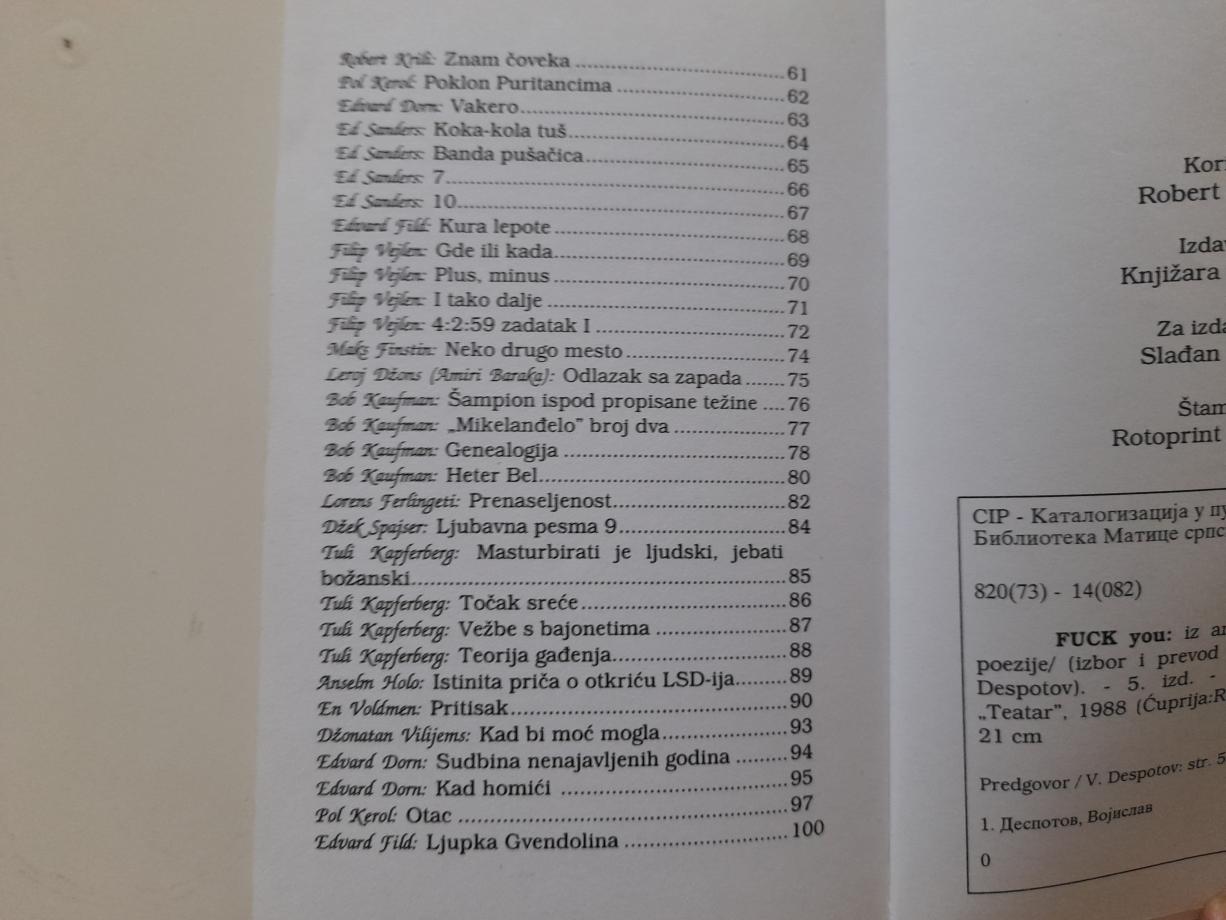 Robert Krili: Znam čoveka ........ 61
Pol Kerol: Poklon Puritancima ........ 62
Edvard Dorn: Vakero ........ 63
Ed Sanders: Koka-kola tuš ........ 64
Ed Sanders: Banda pušačica ........ 65
Ed Sanders: 7 ........ 66
Ed Sanders: 10 ........ 67
Edvard Fild: Kura lepote ........ 68
Filip Vejlen: Gde ili kada ........ 69
Filip Vejlen: Plus, minus ........ 70
Filip Vejlen: I tako dalje ........ 71
Filip Vejlen: 4:2:59 zadatak I ........ 72
Maks Finstin: Neko drugo mesto ........ 74
Leroj Džons (Amiri Baraka): Odlazak sa zapada ....... 75
Bob Kaufman: Šampion ispod propisane težine .... 76
Bob Kaufman: „Mikelanđelo" broj dva ........ 77
Bob Kaufman: Genealogija ........ 78
Bob Kaufman: Heter Bel ........ 80
Lorens Ferlingeti: Prenaseljenost ........ 82
Džek Spajser: Ljubavna pesma 9 ........ 84
Tuli Kapferberg: Masturbirati je ljudski, jebati
božanski ........ 85
Tuli Kapferberg: Točak sreće ........ 86
Tuli Kapferberg: Vežbe s bajonetima ........ 87
Tuli Kapferberg: Teorija gađenja ........ 88
Anselm Holo: Istinita priča o otkriću LSD-ija ........ 89
En Voldmen: Pritisak ........ 90
Džonatan Vilijems: Kad bi moć mogla ........ 93
Edvard Dorn: Sudbina nenajavljenih godina ........ 94
Edvard Dorn: Kad homići ........ 95
Pol Kerol: Otac ........ 97
Edvard Fild: Ljupka Gvendolina ........ 100
Kor
Robert
Izda
Knjižara
Za izda
Slađan
Štam
Rotoprint
CIP - Каталогизација у пу
Библиотека Матице српс
820(73) - 14(082)
FUCK you: iz a
poezije/ (izbor i prevod
Despotov). - 5. izd. -
„Teatar", 1988 (Ćuprija:R
21 cm
Predgovor / V. Despotov: str. 5
1. Деспотов, Војислав
0